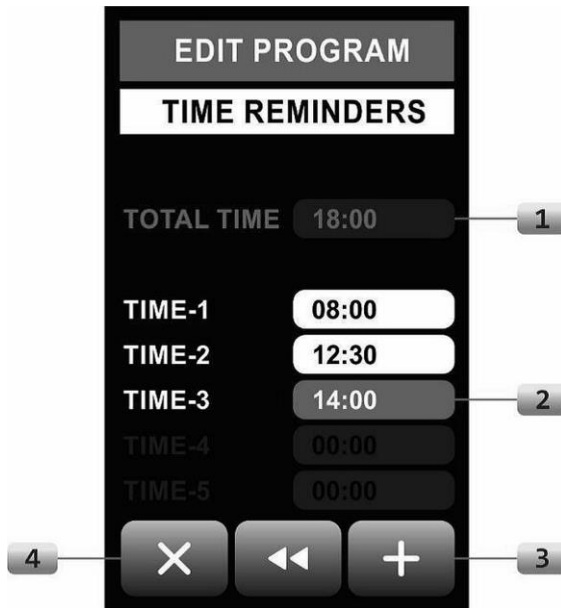 EDIT PROGRAM
TIME REMINDERS
TOTAL TIME 18:00 1
TIME-1 08:00
TIME-2 12:30
TIME-3 14:00 2
TIME-4 00:00
TIME-5 00:00
4 3